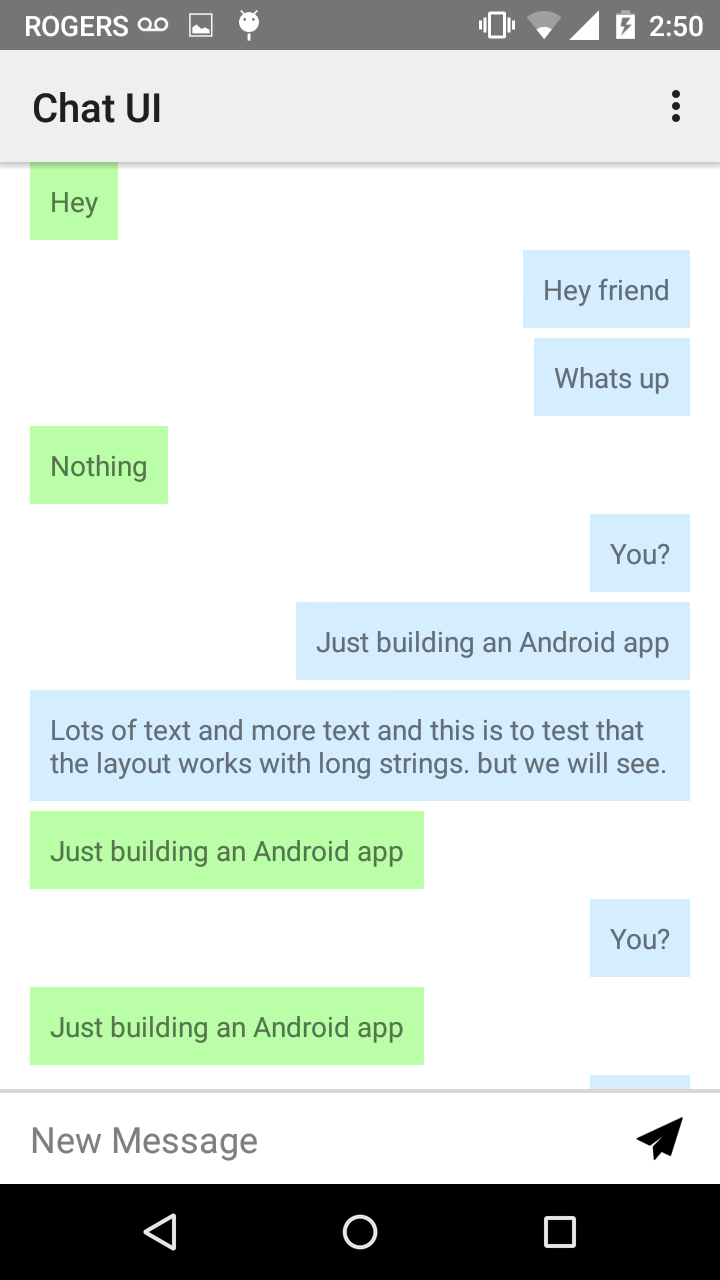 ROGERS 2:50
Chat UI
Hey
Hey friend
Whats up
Nothing
You?
Just building an Android app
Lots of text and more text and this is to test that
the layout works with long strings. but we will see.
Just building an Android app
You?
Just building an Android app
New Message